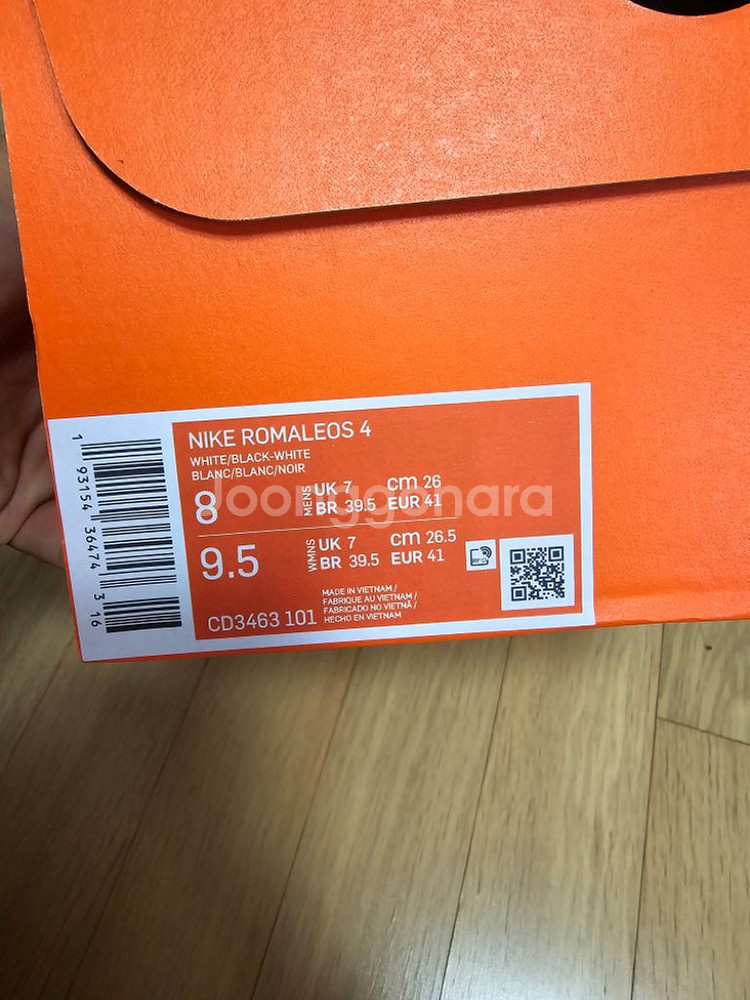 NIKE ROMALEOS 4
WHITE/BLACK-WHITE
BLANC/BLANC/NOIR
8 MENS UK 7 cm 26
BR 39.5 EUR 41
9.5 WMNS UK 7 cm 26.5
BR 39.5 EUR 41
CD3463 101
MADE IN VIETNAM /
FABRIQUE AU VIETNAM /
FABRICADO NO VIETNÃ /
HECHO EN VIETNAM
1 93154 36474 3 16
Joonggonara